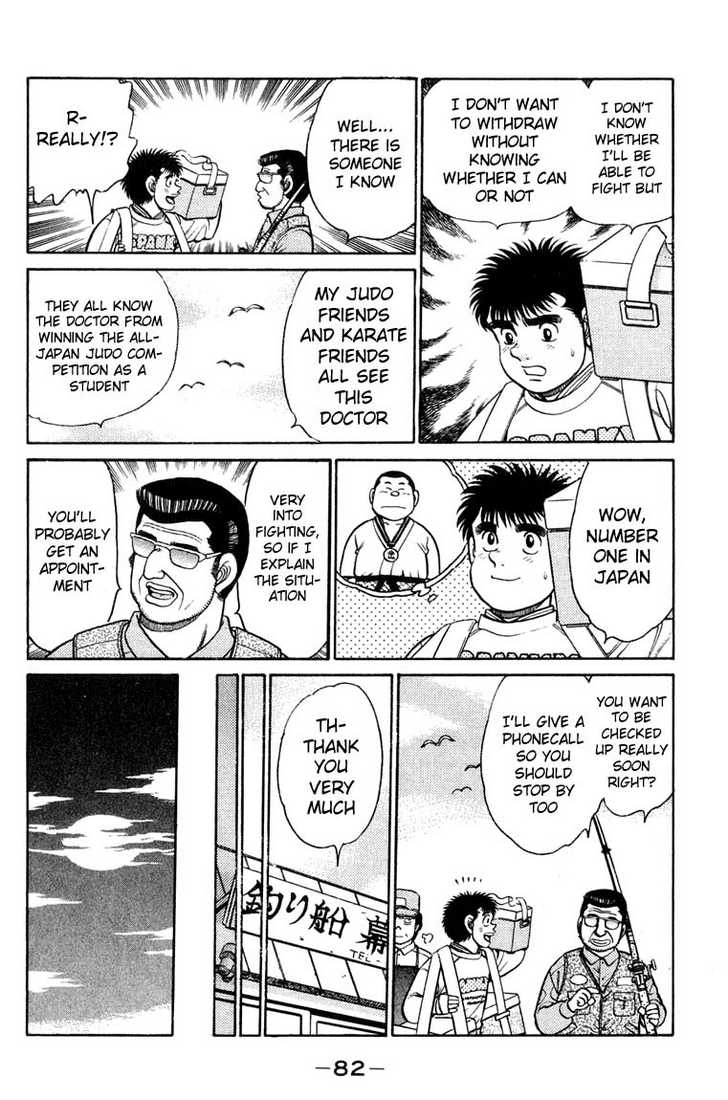 I DON'T
KNOW
WHETHER
I'LL BE
ABLE TO
FIGHT BUT
I DON'T WANT
TO WITHDRAW
WITHOUT
KNOWING
WHETHER I CAN
OR NOT
WELL...
THERE IS
SOMEONE
I KNOW
R-
REALLY!?
MY JUDO
FRIENDS
AND KARATE
FRIENDS
ALL SEE
THIS
DOCTOR
THEY ALL KNOW
THE DOCTOR FROM
WINNING THE ALL-
JAPAN JUDO COM-
PETITION AS A
STUDENT
WOW,
NUMBER
ONE IN
JAPAN
VERY
INTO
FIGHTING,
SO IF I
EXPLAIN
THE SITU-
ATION
YOU'LL
PROBABLY
GET AN
APPOINT-
MENT
YOU WANT
TO BE
CHECKED
UP REALLY
SOON
RIGHT?
I'LL GIVE A
PHONECALL
SO YOU
SHOULD
STOP BY
TOO
TH-
THANK
YOU
VERY
MUCH
釣り船 幕
TEL
-82-